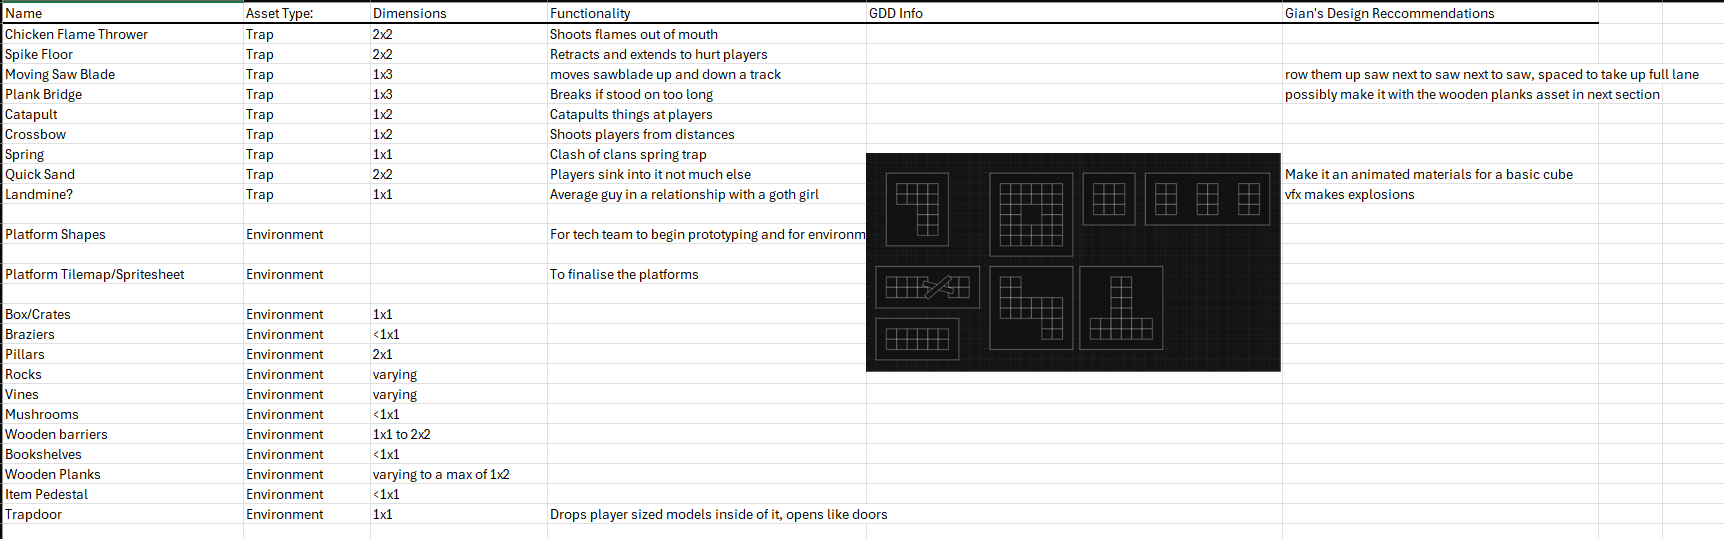 Name Asset Type: Dimensions Functionality GDD Info Gian's Design Reccommendations
Chicken Flame Thrower Trap 2x2 Shoots flames out of mouth
Spike Floor Trap 2x2 Retracts and extends to hurt players
Moving Saw Blade Trap 1x3 moves sawblade up and down a track row them up saw next to saw next to saw, spaced to take up full lane
Plank Bridge Trap 1x3 Breaks if stood on too long possibly make it with the wooden planks asset in next section
Catapult Trap 1x2 Catapults things at players
Crossbow Trap 1x2 Shoots players from distances
Spring Trap 1x1 Clash of clans spring trap
Quick Sand Trap 2x2 Players sink into it not much else Make it an animated materials for a basic cube
Landmine? Trap 1x1 Average guy in a relationship with a goth girl vfx makes explosions
Platform Shapes Environment For tech team to begin prototyping and for environm
Platform Tilemap/Spritesheet Environment To finalise the platforms
Box/Crates Environment 1x1
Braziers Environment <1x1
Pillars Environment 2x1
Rocks Environment varying
Vines Environment varying
Mushrooms Environment <1x1
Wooden barriers Environment 1x1 to 2x2
Bookshelves Environment <1x1
Wooden Planks Environment varying to a max of 1x2
Item Pedestal Environment <1x1
Trapdoor Environment 1x1 Drops player sized models inside of it, opens like doors